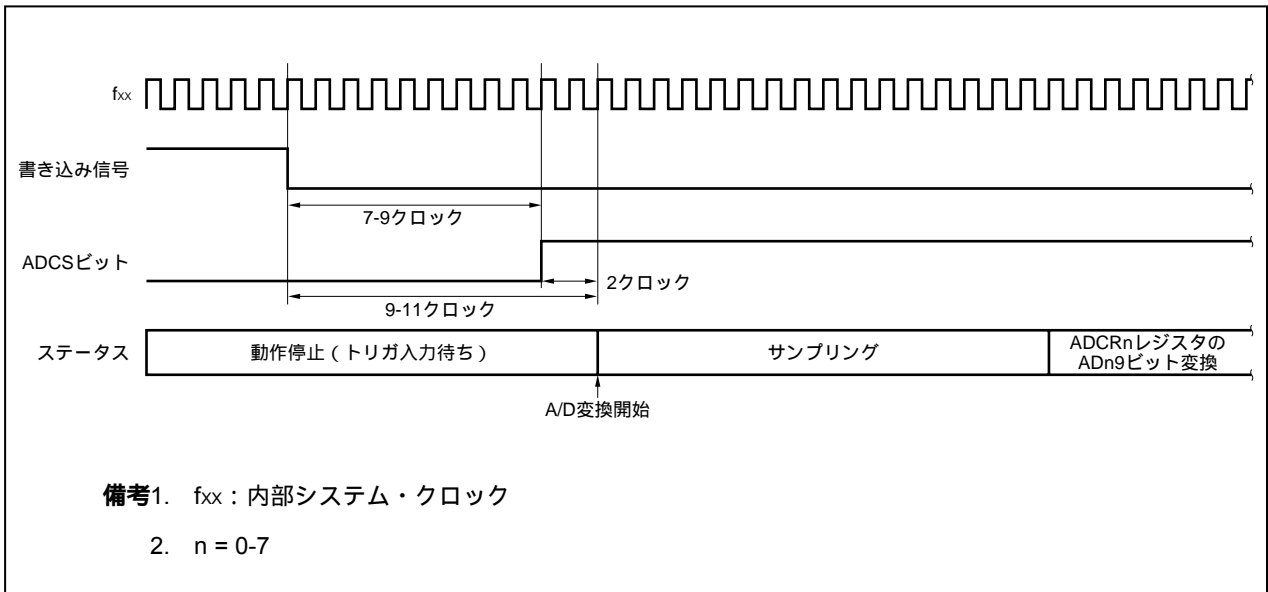 fxx
書き込み信号
7-9クロック
ADCSビット
2クロック
9-11クロック
ステータス
動作停止（トリガ入力待ち）
サンプリング
ADCRnレジスタの
ADn9ビット変換
A/D変換開始
備考1. fxx：内部システム・クロック
2. n = 0-7